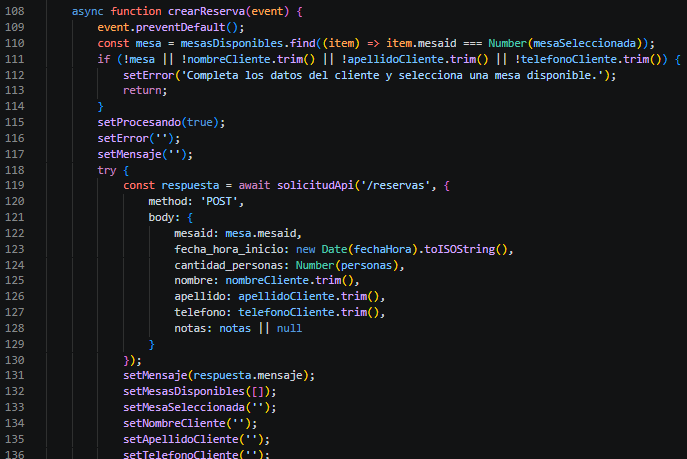 108 async function crearReserva(event) {
109 event.preventDefault();
110 const mesa = mesasDisponibles.find((item) => item.mesaid === Number(mesaSeleccionada));
111 if (!mesa || !nombreCliente.trim() || !apellidoCliente.trim() || !telefonoCliente.trim()) {
112 setError('Completa los datos del cliente y selecciona una mesa disponible.');
113 return;
114 }
115 setProcesando(true);
116 setError('');
117 setMensaje('');
118 try {
119 const respuesta = await solicitudApi('/reservas', {
120 method: 'POST',
121 body: {
122 mesaid: mesa.mesaid,
123 fecha_hora_inicio: new Date(fechaHora).toISOString(),
124 cantidad_personas: Number(personas),
125 nombre: nombreCliente.trim(),
126 apellido: apellidoCliente.trim(),
127 telefono: telefonoCliente.trim(),
128 notas: notas || null
129 }
130 });
131 setMensaje(respuesta.mensaje);
132 setMesasDisponibles([]);
133 setMesaSeleccionada('');
134 setNombreCliente('');
135 setApellidoCliente('');
136 setTelefonoCliente('');